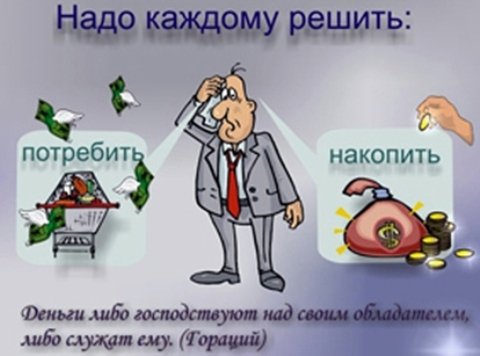 Надо каждому решить:
потребить
накопить
Деньги либо господствуют над своим обладателем,
либо служат ему. (Гораций)